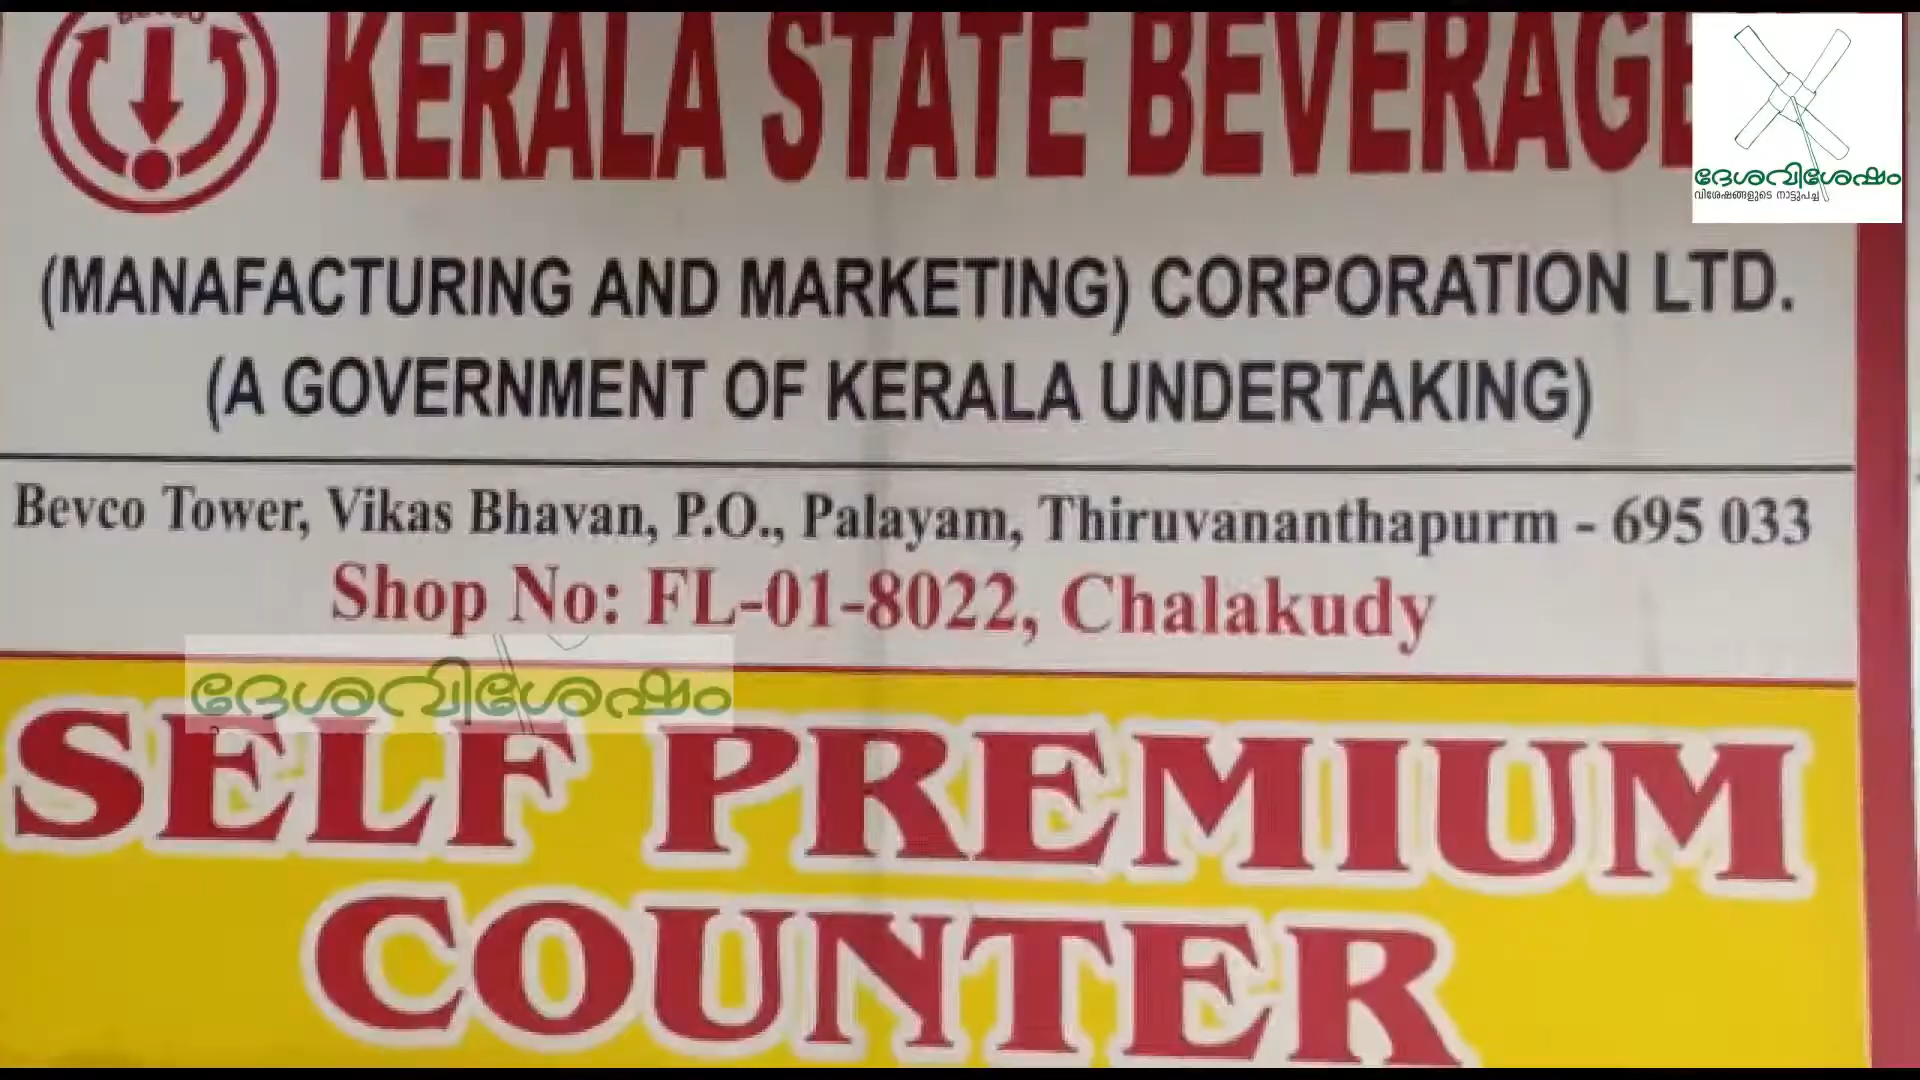 BEVCO
KERALA STATE BEVERAGE
(MANAFACTURING AND MARKETING) CORPORATION LTD.
(A GOVERNMENT OF KERALA UNDERTAKING)
Bevco Tower, Vikas Bhavan, P.O., Palayam, Thiruvananthapurm - 695 033
Shop No: FL-01-8022, Chalakudy
SELF PREMIUM
COUNTER
ദേശവിശേഷം
വിശേഷങ്ങളുടെ നാട്ടുപച്ച
ദേശവിശേഷം